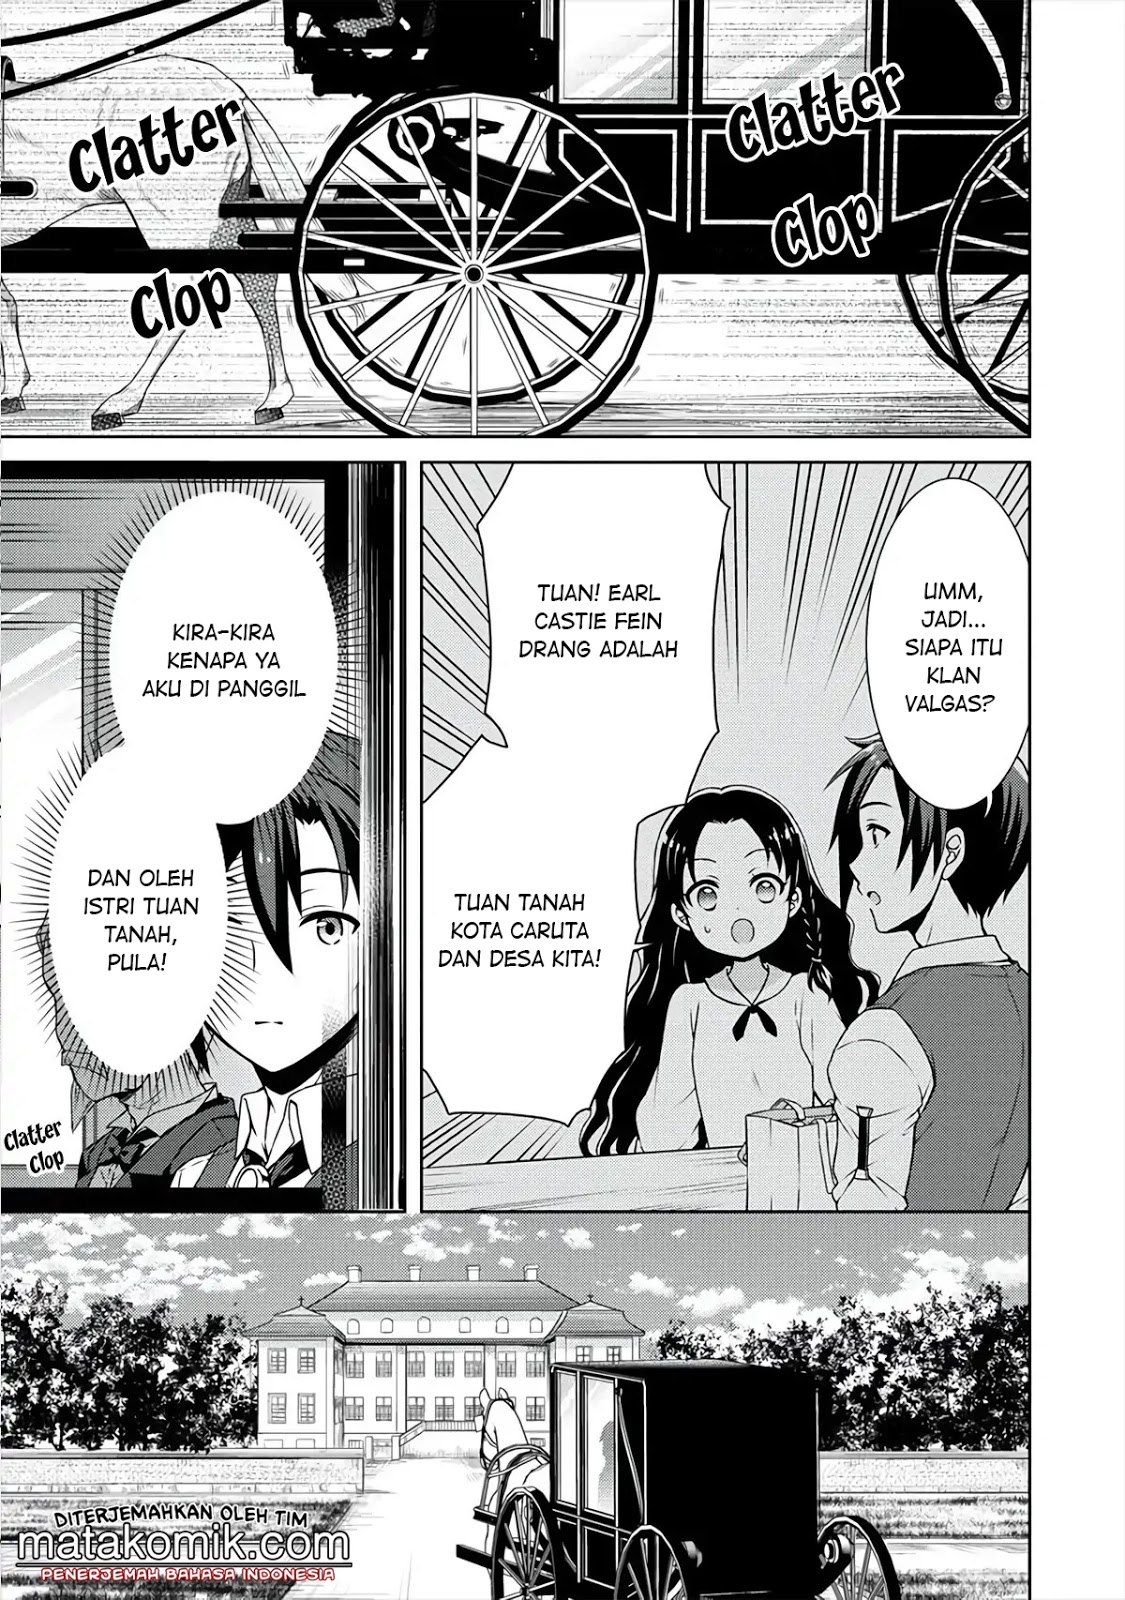 Clatter
Clop
Clatter
Clop
UMM,
JADI...
SIAPA ITU
KLAN
VALGAS?
TUAN! EARL
CASTIE FEIN
DRANG ADALAH
TUAN TANAH
KOTA CARUTA
DAN DESA KITA!
KIRA-KIRA
KENAPA YA
AKU DI PANGGIL
DAN OLEH
ISTRI TUAN
TANAH,
PULA!
Clatter
Clop
DITERJEMAHKAN OLEH TIM
matakomik.com
PENERJEMAH BAHASA INDONESIA